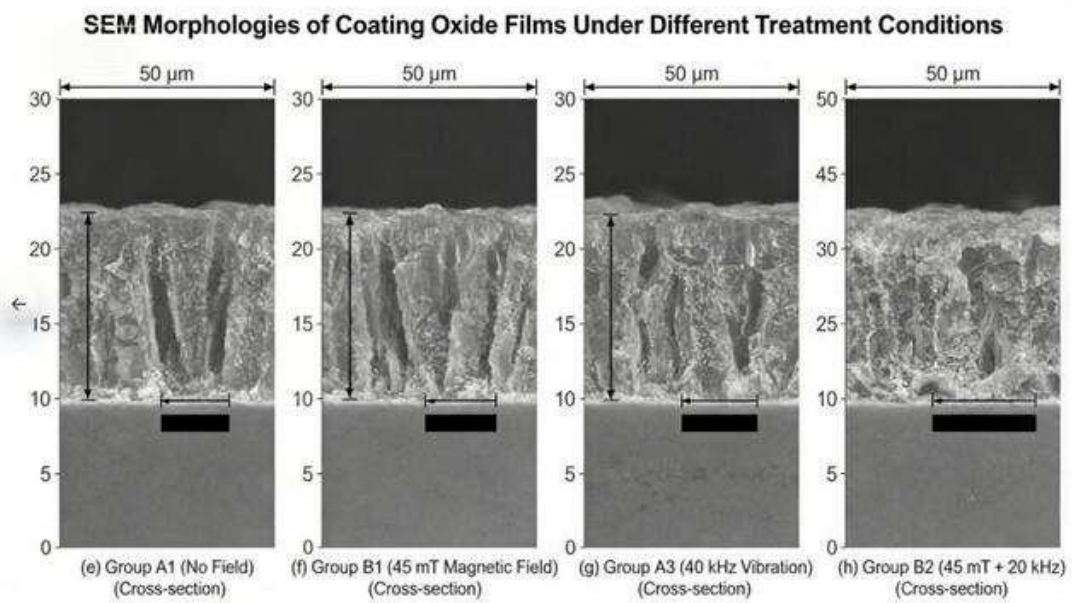 SEM Morphologies of Coating Oxide Films Under Different Treatment Conditions
50 µm 50 µm 50 µm 50 µm
30 30 30 50
25 25 25 45
20 20 20 30
15 15 15 25
10 10 10 10
5 5 5 5
0 0 0 0
(e) Group A1 (No Field) (f) Group B1 (45 mT Magnetic Field) (g) Group A3 (40 kHz Vibration) (h) Group B2 (45 mT + 20 kHz)
(Cross-section) (Cross-section) (Cross-section) (Cross-section)